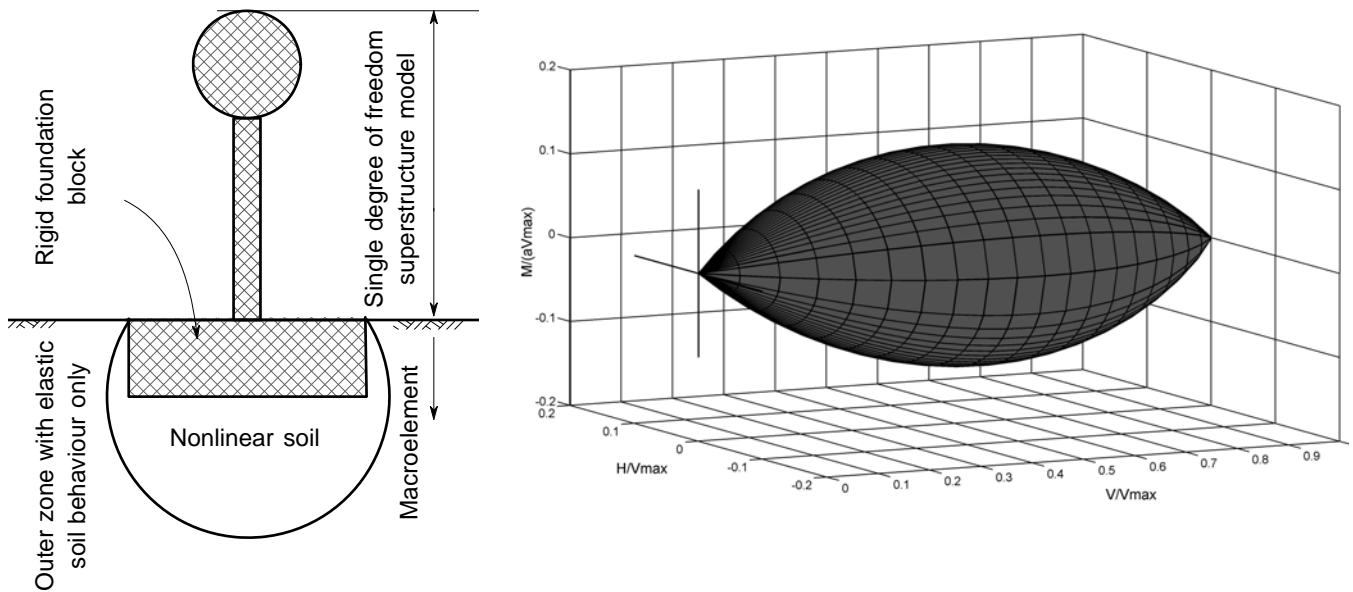 Rigid foundation
block
Single degree of freedom
superstructure model
Outer zone with elastic
soil behaviour only
Nonlinear soil
Macroelement
M/(aVmax)
0.2
0.1
0
-0.1
-0.2
0.2
0.1
0
-0.1
-0.2
H/Vmax
0
0.1
0.2
0.3
0.4
0.5
0.6
0.7
0.8
0.9
V/Vmax